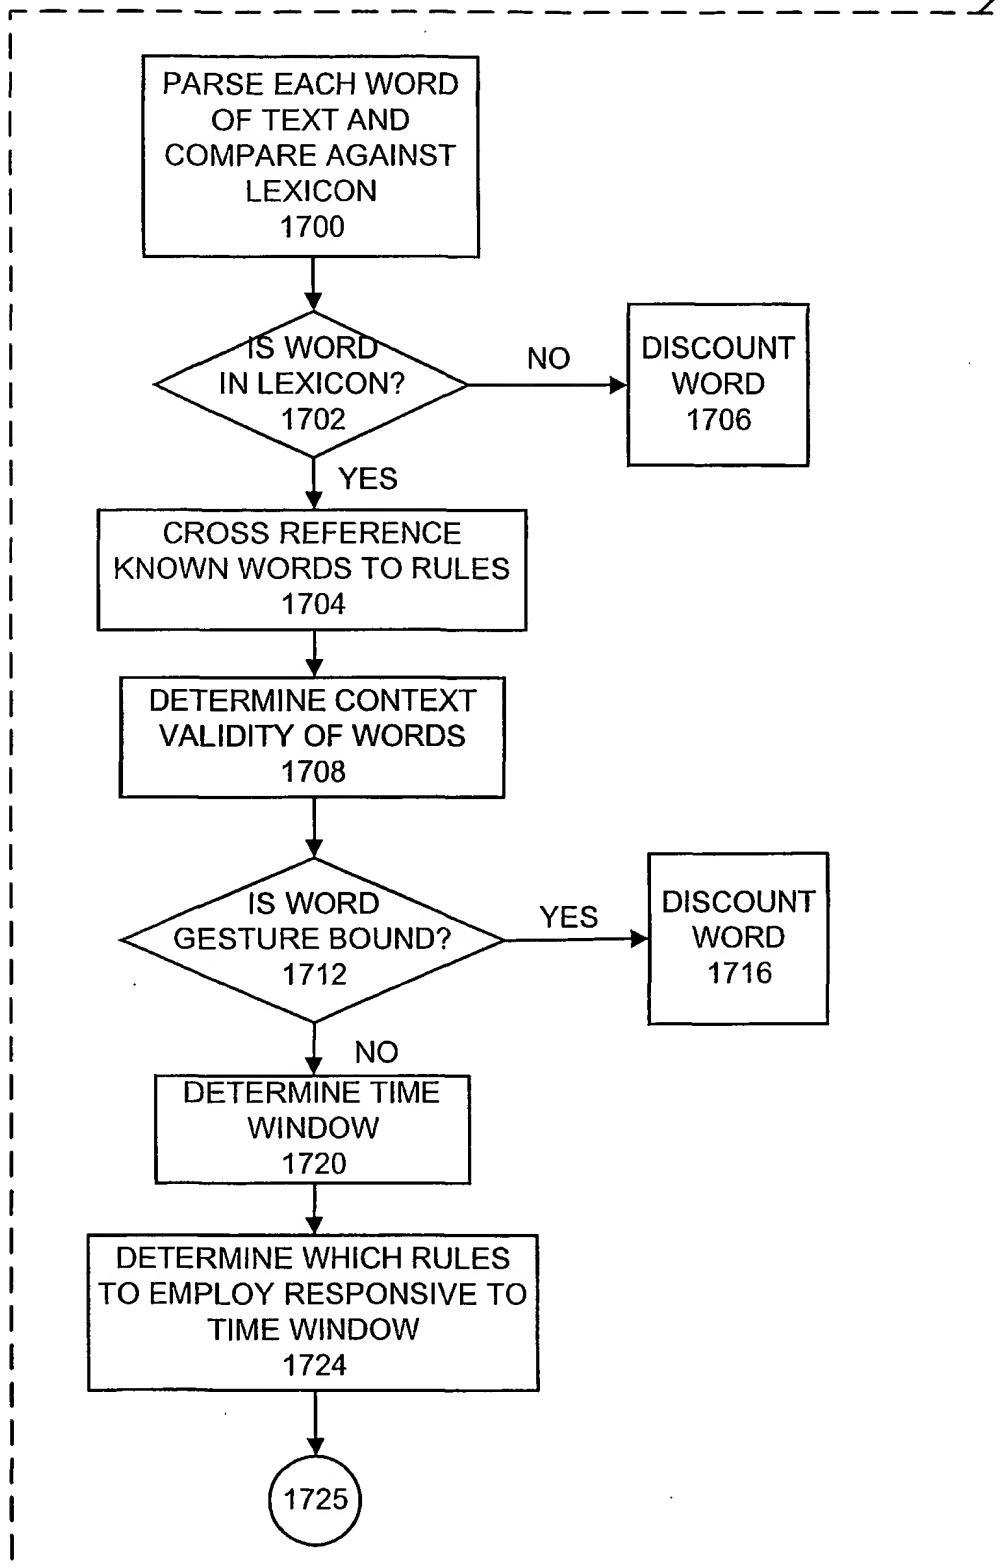 PARSE EACH WORD
OF TEXT AND
COMPARE AGAINST
LEXICON
1700
IS WORD
IN LEXICON?
1702
NO
DISCOUNT
WORD
1706
YES
CROSS REFERENCE
KNOWN WORDS TO RULES
1704
DETERMINE CONTEXT
VALIDITY OF WORDS
1708
IS WORD
GESTURE BOUND?
1712
YES
DISCOUNT
WORD
1716
NO
DETERMINE TIME
WINDOW
1720
DETERMINE WHICH RULES
TO EMPLOY RESPONSIVE TO
TIME WINDOW
1724
1725